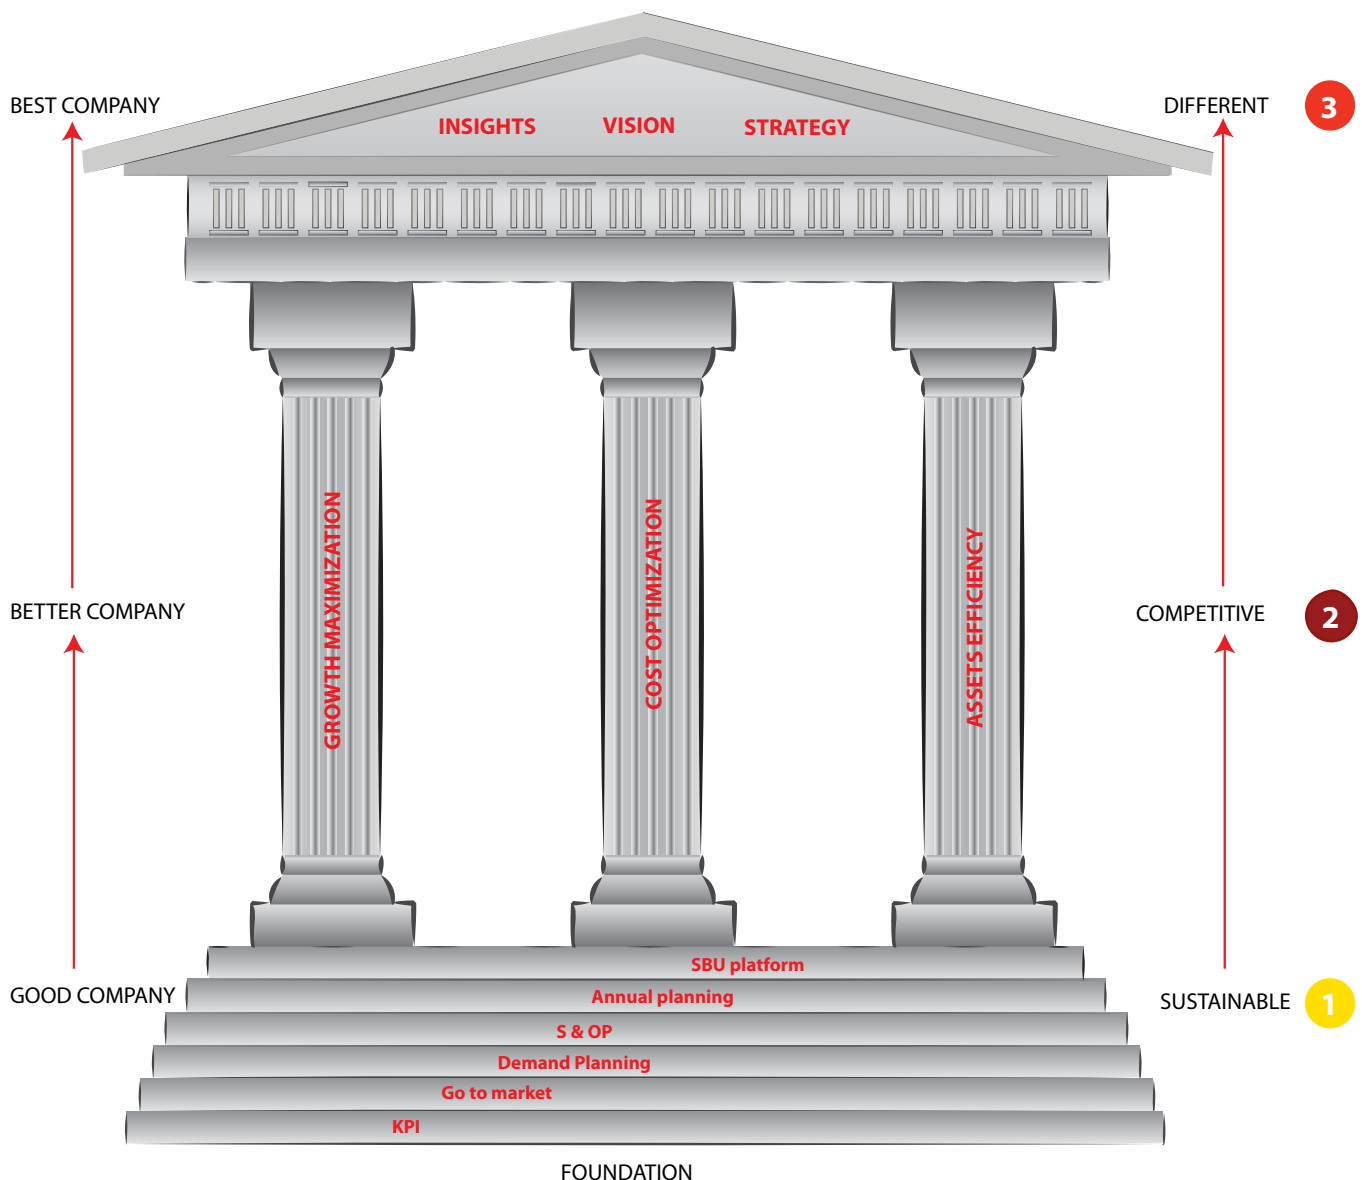 BEST COMPANY
DIFFERENT
3
INSIGHTS VISION STRATEGY
GROWTH MAXIMIZATION
COST OPTIMIZATION
ASSETS EFFICIENCY
BETTER COMPANY
COMPETITIVE
2
SBU platform
Annual planning
GOOD COMPANY
SUSTAINABLE
1
S & OP
Demand Planning
Go to market
KPI
FOUNDATION